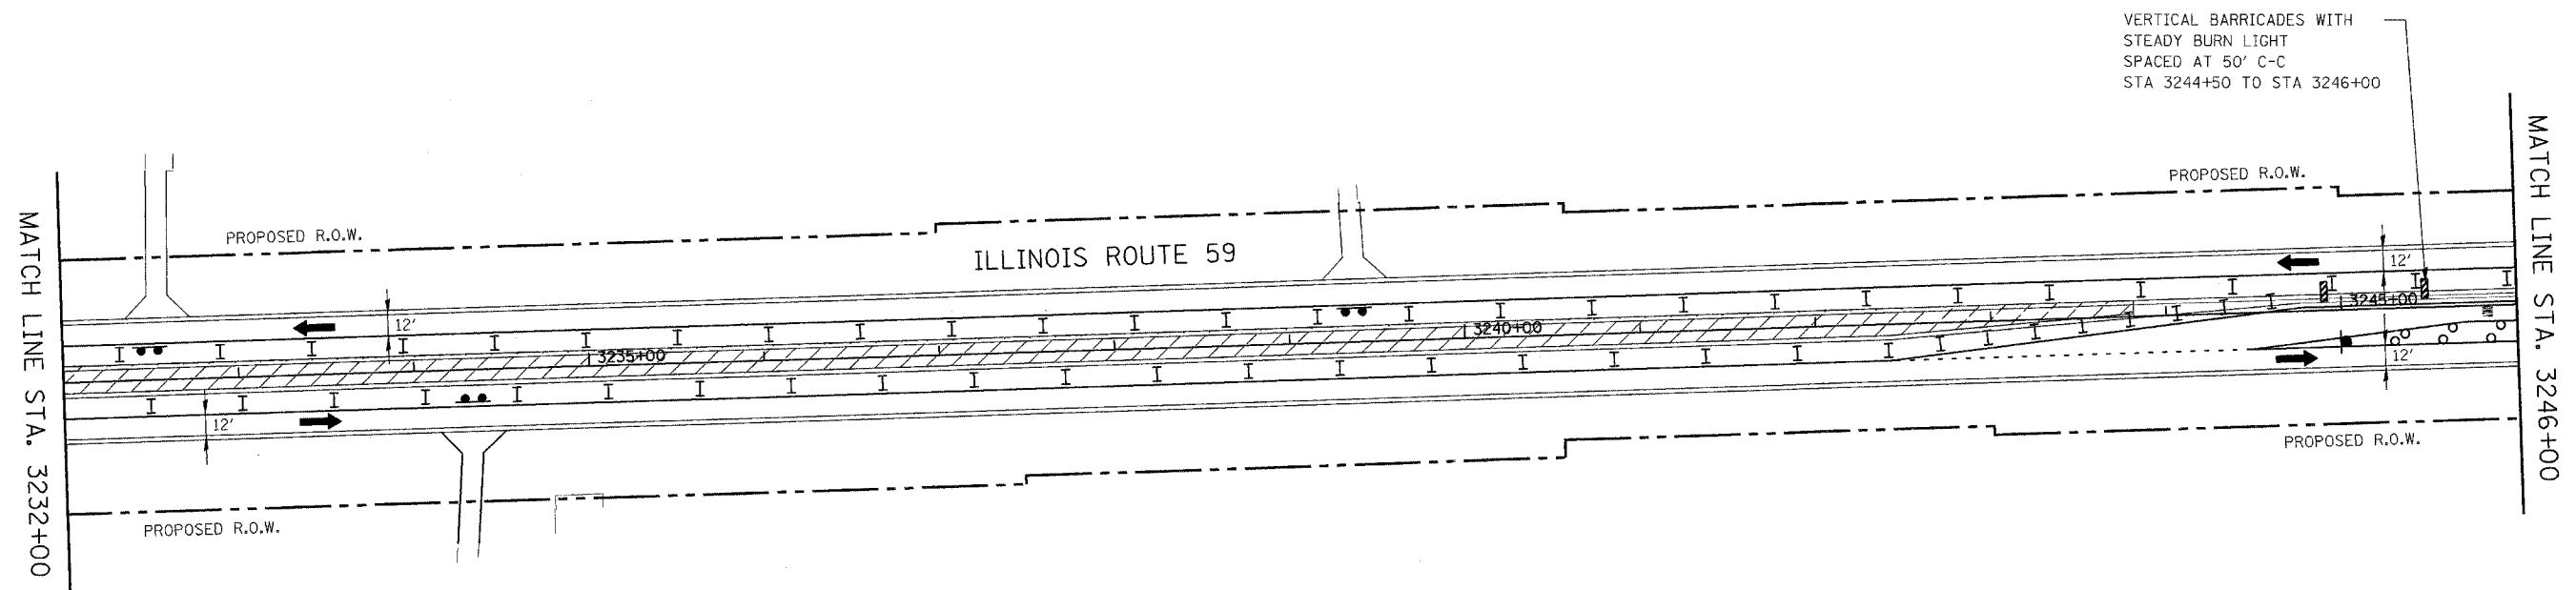 VERTICAL BARRICADES WITH
STEADY BURN LIGHT
SPACED AT 50' C-C
STA 3244+50 TO STA 3246+00
MATCH LINE STA. 3232+00
PROPOSED R.O.W.
ILLINOIS ROUTE 59
PROPOSED R.O.W.
MATCH LINE STA. 3246+00
12'
12'
3245+00
3240+00
3235+00
12'
12'
PROPOSED R.O.W.
PROPOSED R.O.W.